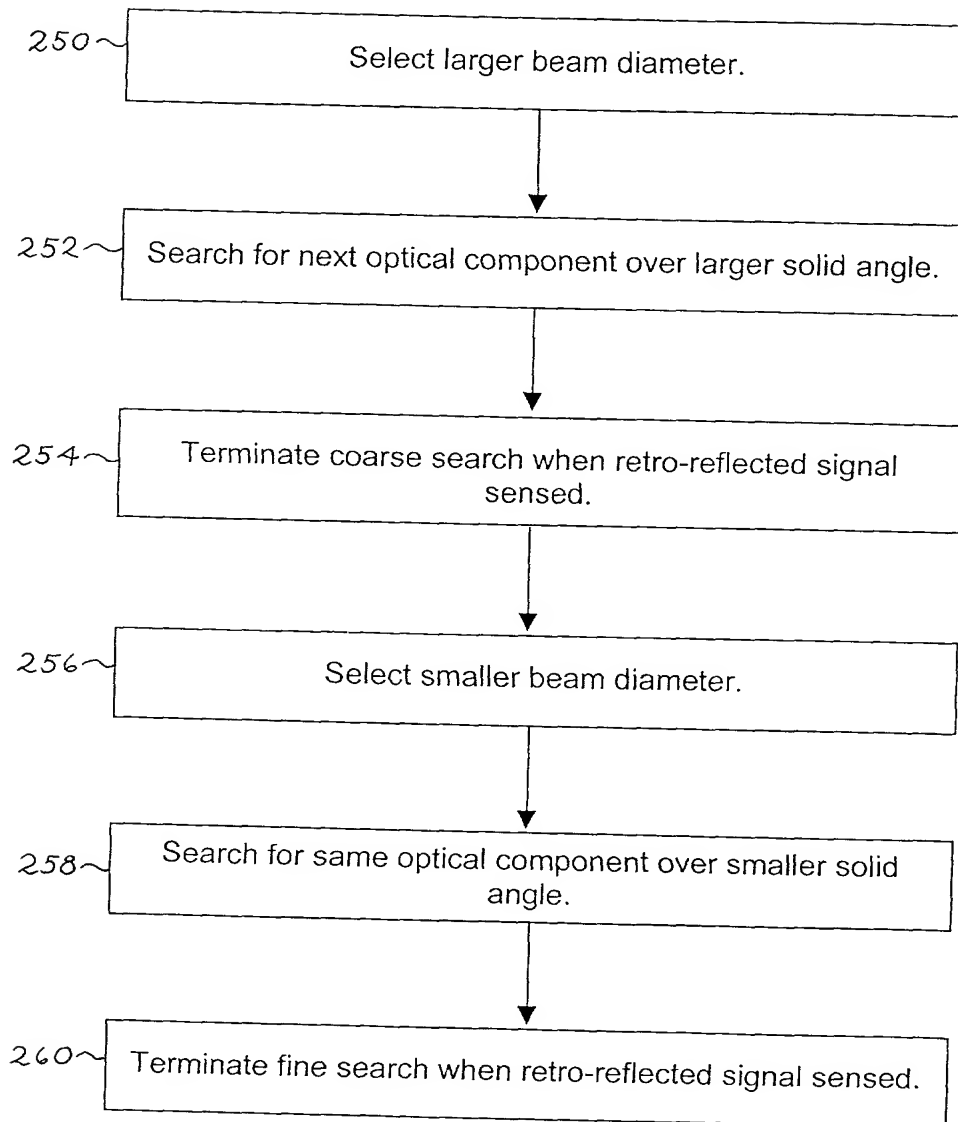 250
Select larger beam diameter.
252
Search for next optical component over larger solid angle.
254
Terminate coarse search when retro-reflected signal
sensed.
256
Select smaller beam diameter.
258
Search for same optical component over smaller solid
angle.
260
Terminate fine search when retro-reflected signal sensed.